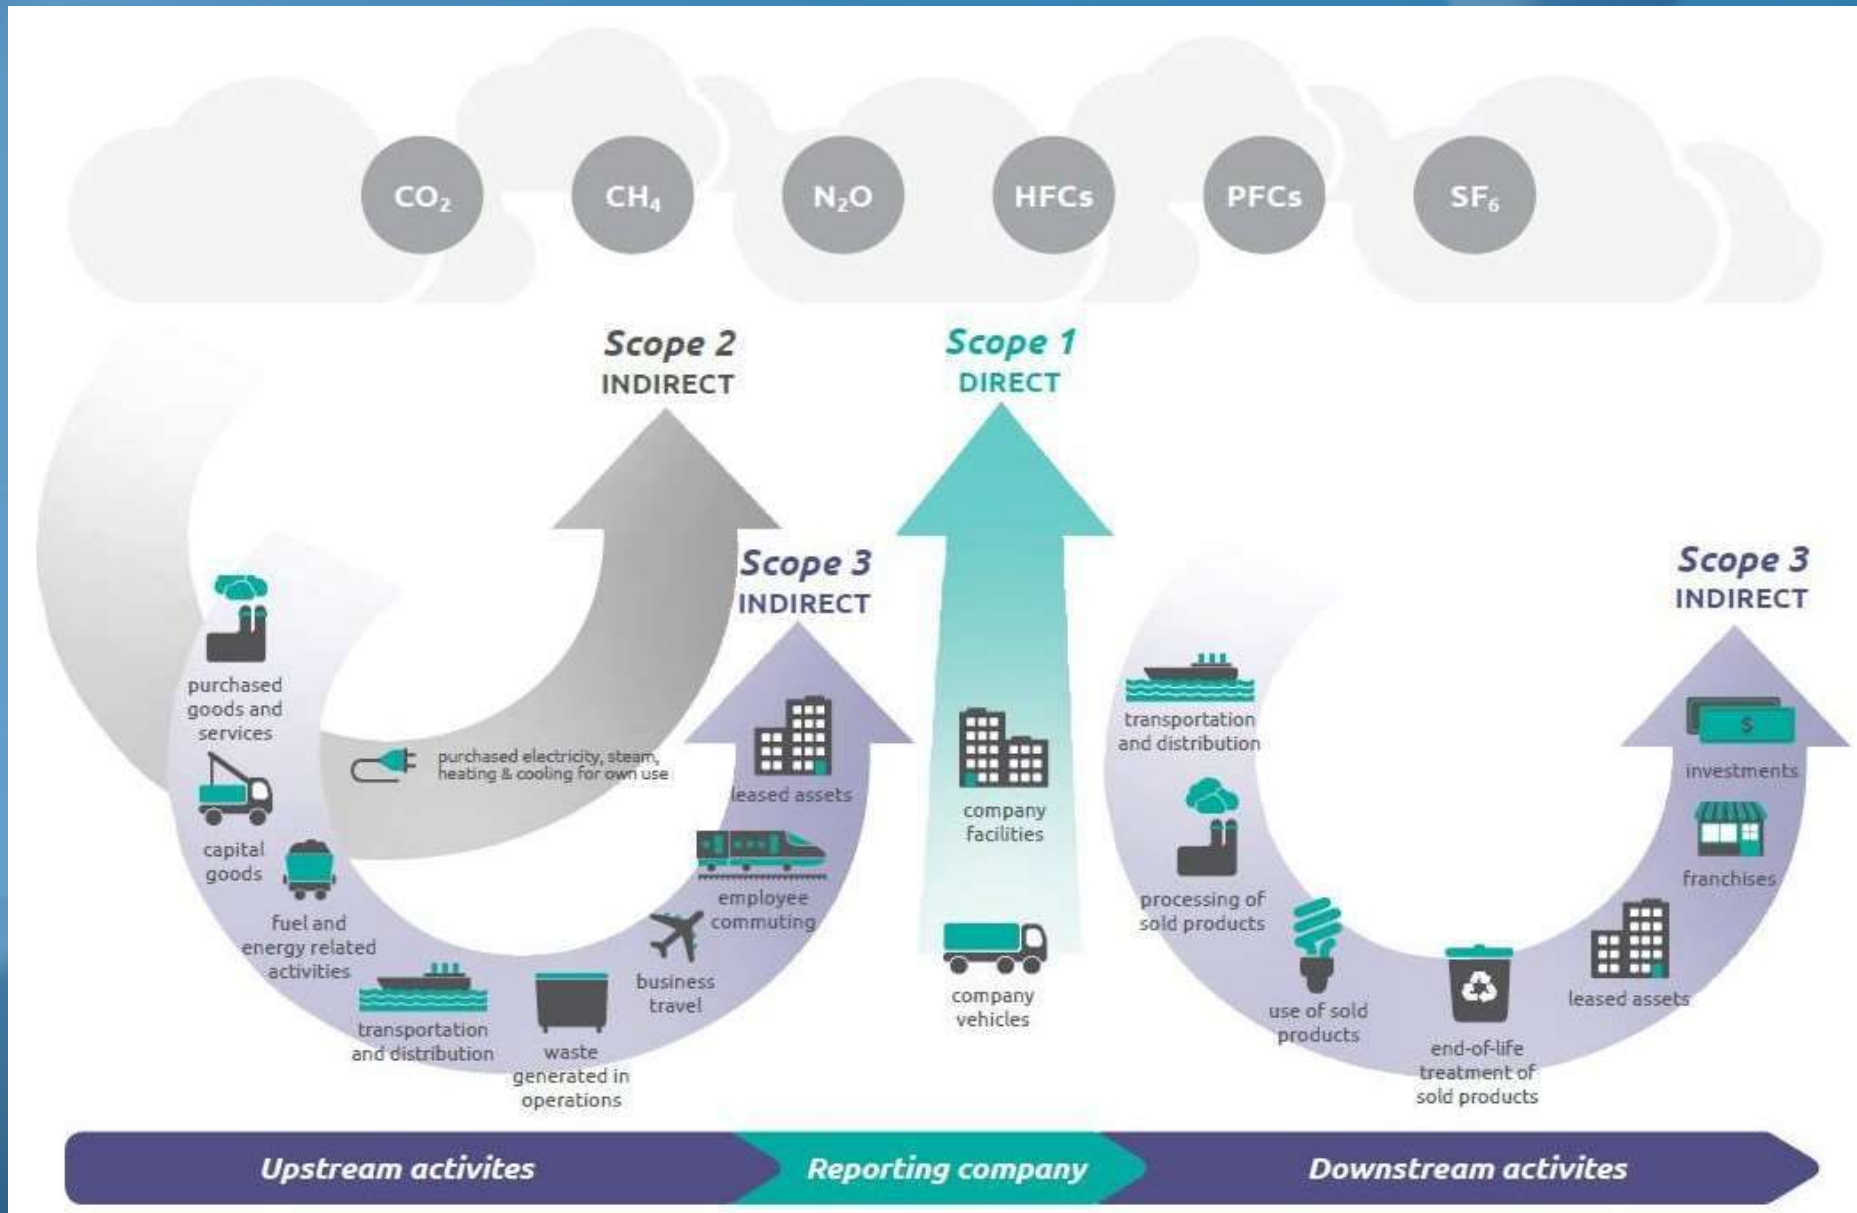 CO₂
CH₄
N₂O
HFCs
PFCs
SF₆
Scope 2
INDIRECT
Scope 1
DIRECT
Scope 3
INDIRECT
Scope 3
INDIRECT
purchased
goods and
services
capital
goods
fuel and
energy related
activities
transportation
and distribution
waste
generated in
operations
business
travel
employee
commuting
leased assets
purchased electricity, steam,
heating & cooling for own use
company
facilities
company
vehicles
transportation
and distribution
processing of
sold products
use of sold
products
end-of-life
treatment of
sold products
leased assets
franchises
$
investments
Upstream activites
Reporting company
Downstream activites